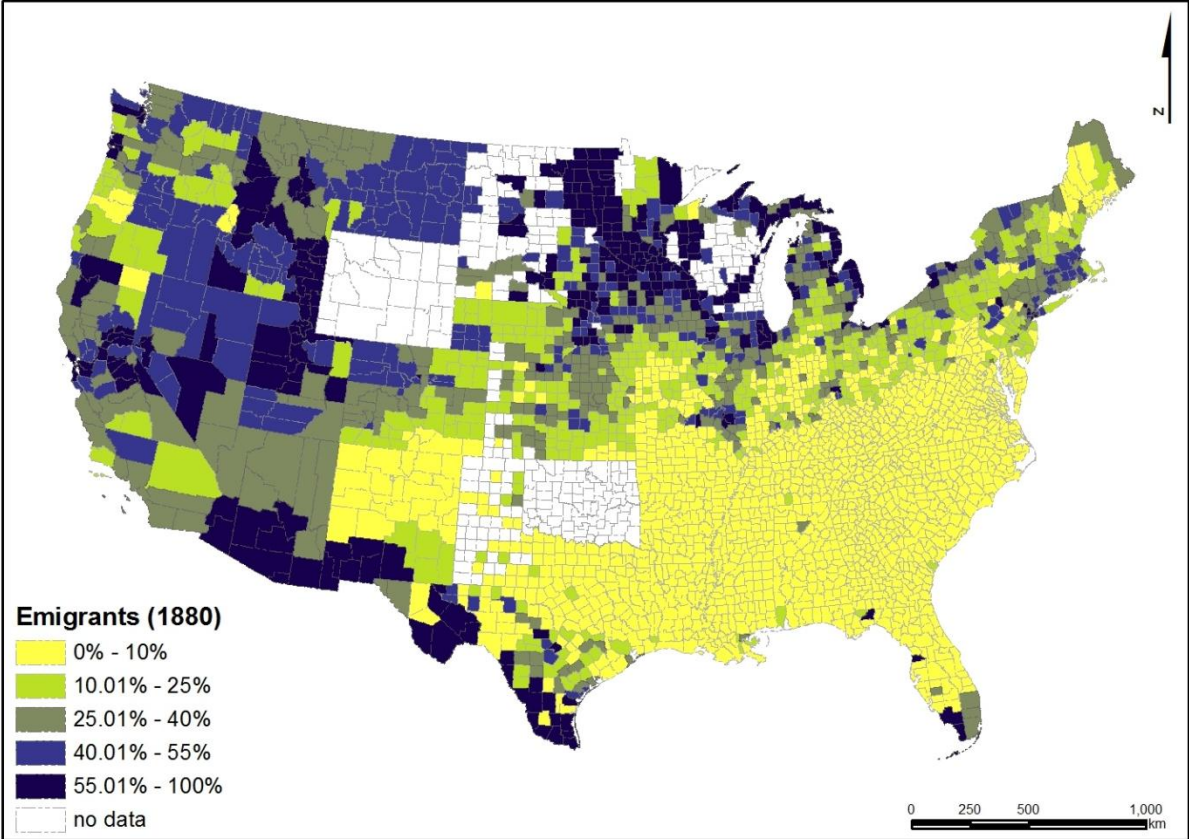 N
Emigrants (1880)
0% - 10%
10.01% - 25%
25.01% - 40%
40.01% - 55%
55.01% - 100%
no data
0 250 500 1,000
km